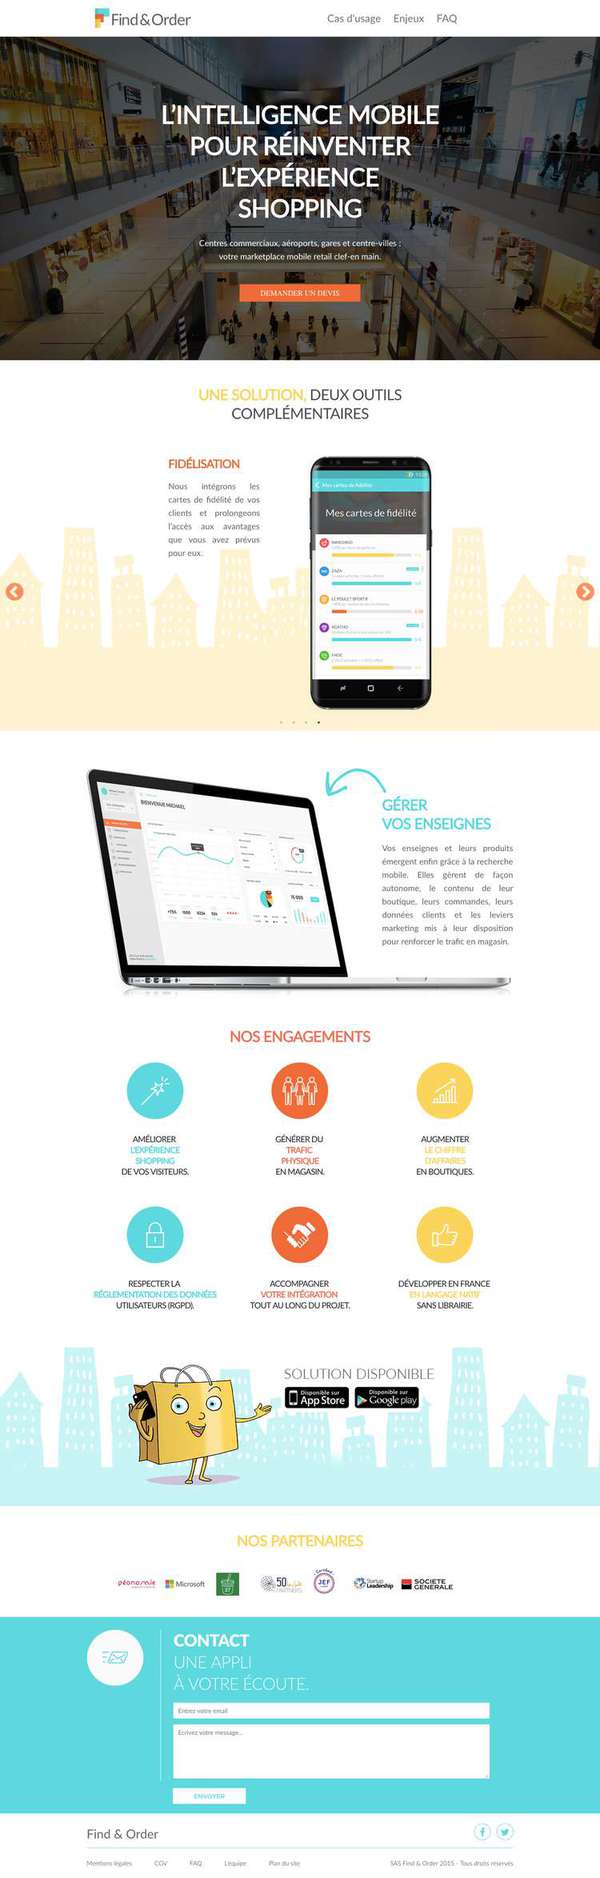 Find & Order
Cas d'usage Enjeux FAQ
L'INTELLIGENCE MOBILE
POUR RÉINVENTER
L'EXPÉRIENCE
SHOPPING
Centres commerciaux, aéroports, gares et centre-villes :
votre marketplace mobile retail clef-en main.
DEMANDER UN DEVIS
UNE SOLUTION, DEUX OUTILS
COMPLÉMENTAIRES
FIDÉLISATION
Nous intégrons les
cartes de fidélité de vos
clients et prolongeons
l'accès aux avantages
que vous avez prévus
pour eux.
Mes cartes de fidélité
Mes cartes de fidélité
ZAZA
LE POULET SPORTIF
BIENVENUE MICHAEL
GÉRER
VOS ENSEIGNES
Vos enseignes et leurs produits
émergent enfin grâce à la recherche
mobile. Elles gèrent de façon
autonome, le contenu de leur
boutique, leurs commandes, leurs
données clients et les leviers
marketing mis à leur disposition
pour renforcer le trafic en magasin.
NOS ENGAGEMENTS
AMÉLIORER
L'EXPÉRIENCE
SHOPPING
DE VOS VISITEURS.
GÉNÉRER DU
TRAFIC
PHYSIQUE
EN MAGASIN.
AUGMENTER
LE CHIFFRE
D'AFFAIRES
EN BOUTIQUES.
RESPECTER LA
RÉGLEMENTATION DES DONNÉES
UTILISATEURS (RGPD).
ACCOMPAGNER
VOTRE INTÉGRATION
TOUT AU LONG DU PROJET.
DÉVELOPPER EN FRANCE
EN LANGAGE NATIF
SANS LIBRAIRIE.
SOLUTION DISPONIBLE
Disponible sur
App Store
Disponible sur
Google play
NOS PARTENAIRES
Microsoft
50
PARTNERS
JEF
Startup
Leadership
SOCIETE
GENERALE
CONTACT
UNE APPLI
À VOTRE ÉCOUTE.
Entrez votre email
Ecrivez votre message...
ENVOYER
Find & Order
Mentions légales CGV FAQ L'équipe Plan du site
SAS Find & Order 2015 - Tous droits réservés